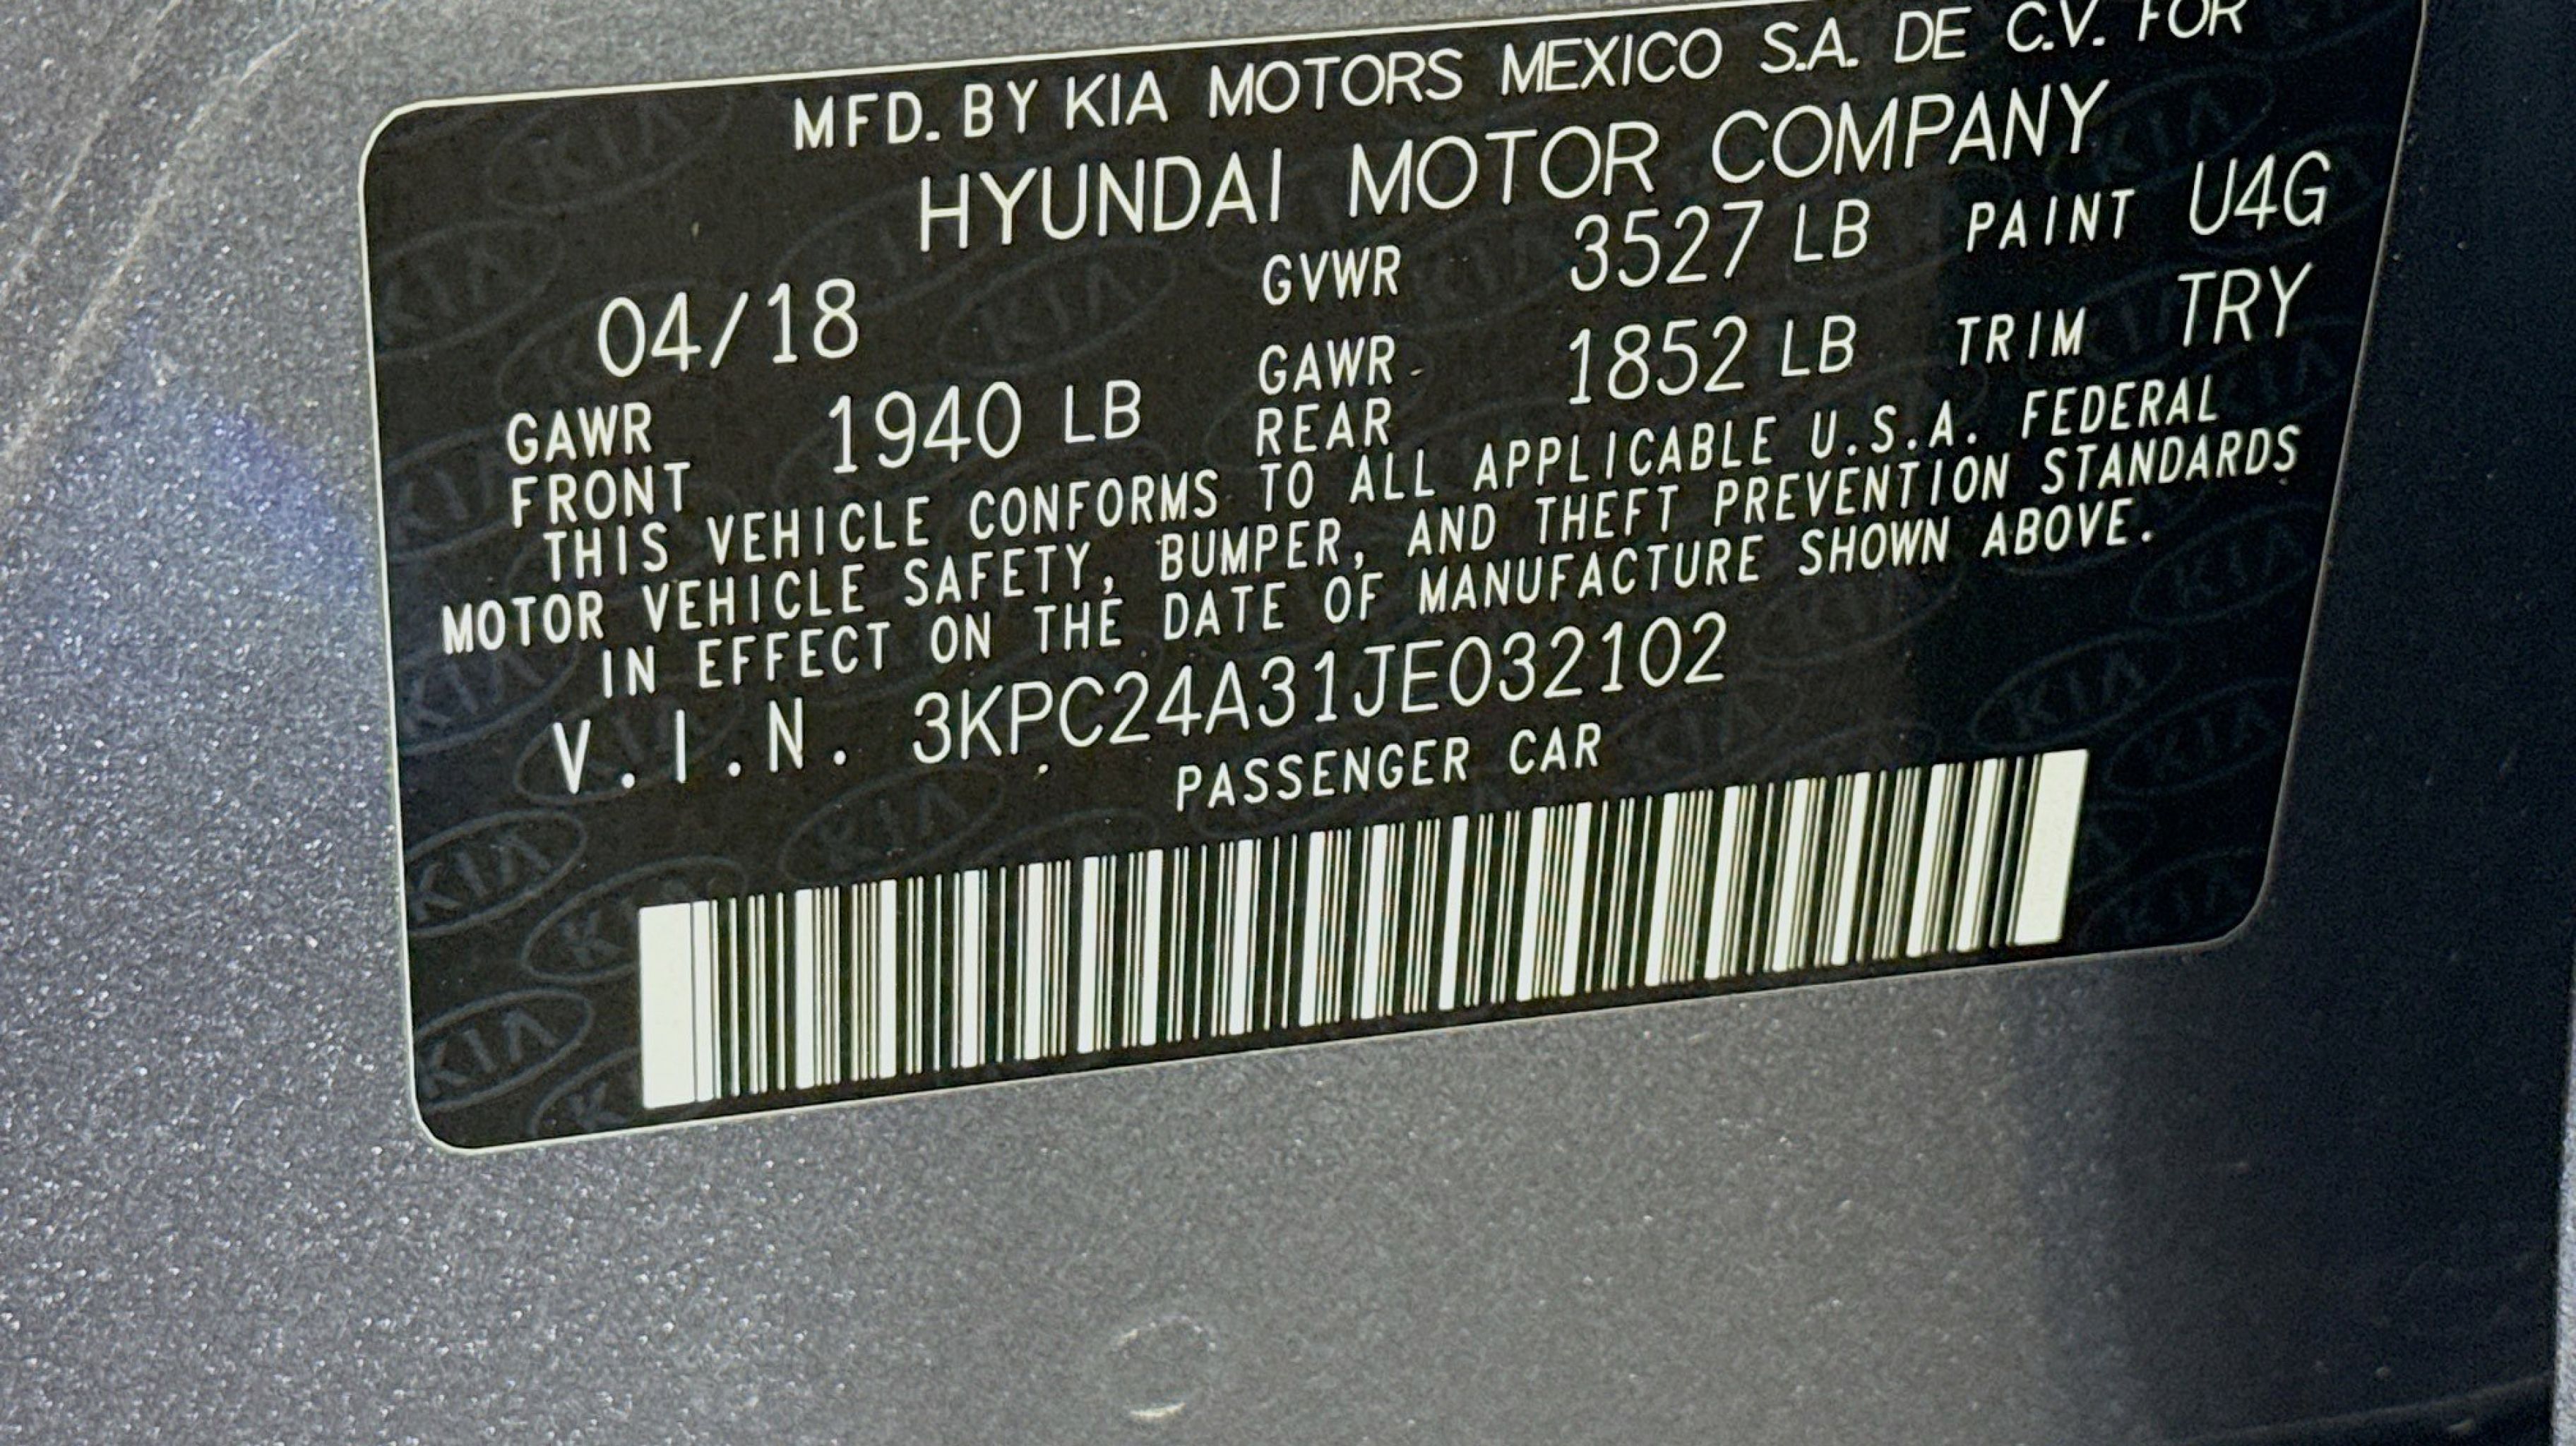 MFD. BY KIA MOTORS MEXICO S.A. DE C.V. FOR
HYUNDAI MOTOR COMPANY
04/18 GVWR 3527 LB PAINT U4G
GAWR FRONT 1940 LB GAWR REAR 1852 LB TRIM TRY
THIS VEHICLE CONFORMS TO ALL APPLICABLE U.S.A. FEDERAL
MOTOR VEHICLE SAFETY, BUMPER, AND THEFT PREVENTION STANDARDS
IN EFFECT ON THE DATE OF MANUFACTURE SHOWN ABOVE.
V.I.N. 3KPC24A31JE032102
PASSENGER CAR